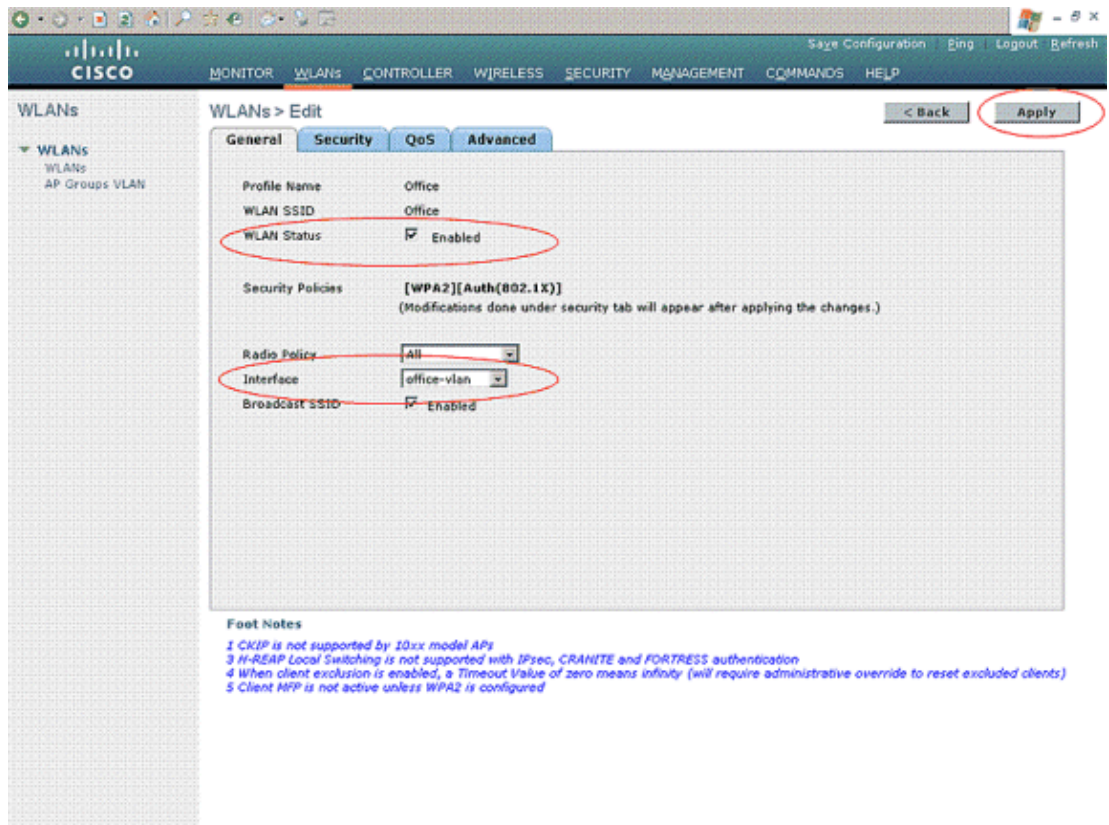 Save Configuration | Ping | Logout Refresh
CISCO
MONITOR WLANs CONTROLLER WIRELESS SECURITY MANAGEMENT COMMANDS HELP
WLANs
WLANs
WLANs
AP Groups VLAN
WLANs > Edit
< Back
Apply
General Security QoS Advanced
Profile Name Office
WLAN SSID Office
WLAN Status Enabled
Security Policies [WPA2][Auth(802.1X)]
(Modifications done under security tab will appear after applying the changes.)
Radio Policy All
Interface office-vlan
Broadcast SSID Enabled
Foot Notes
1 CKIP is not supported by 10xx model APs
3 H-REAP Local Switching is not supported with IPsec, CRANITE and FORTRESS authentication
4 When client exclusion is enabled, a Timeout Value of zero means infinity (will require administrative override to reset excluded clients)
5 Client MFP is not active unless WPA2 is configured